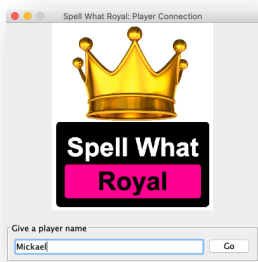 Spell What Royal: Player Connection
Spell What
Royal
Give a player name
Mickael
Go